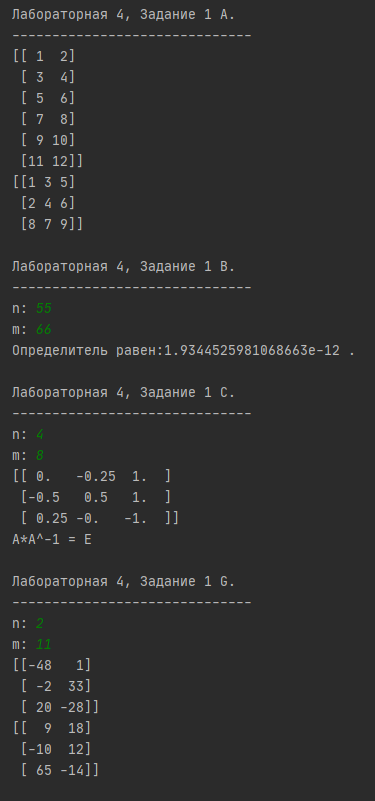 Лабораторная 4, Задание 1 А.
------------------------------
[[ 1  2]
 [ 3  4]
 [ 5  6]
 [ 7  8]
 [ 9 10]
 [11 12]]
[[1 3 5]
 [2 4 6]
 [8 7 9]]

Лабораторная 4, Задание 1 B.
------------------------------
n: 55
m: 66
Определитель равен:1.9344525981068663e-12 .

Лабораторная 4, Задание 1 C.
------------------------------
n: 4
m: 8
[[ 0.   -0.25  1.  ]
 [-0.5   0.5   1.  ]
 [ 0.25 -0.   -1.  ]]
A*A^-1 = E

Лабораторная 4, Задание 1 G.
------------------------------
n: 2
m: 11
[[-48   1]
 [ -2  33]
 [ 20 -28]]
[[  9  18]
 [-10  12]
 [ 65 -14]]